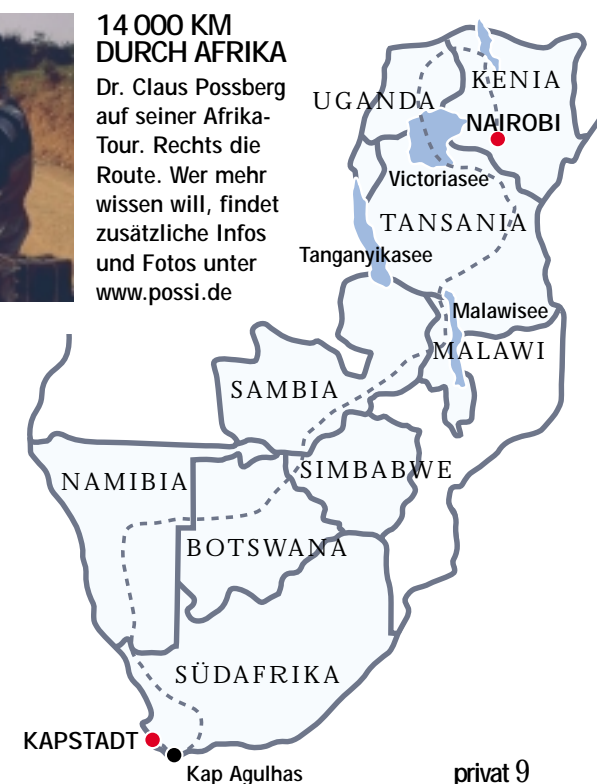 14 000 KM
DURCH AFRIKA
Dr. Claus Possberg
auf seiner Afrika-
Tour. Rechts die
Route. Wer mehr
wissen will, findet
zusätzliche Infos
und Fotos unter
www.possi.de
KENIA
UGANDA
NAIROBI
Victoriasee
TANSANIA
Tanganyikasee
Malawisee
MALAWI
SAMBIA
SIMBABWE
NAMIBIA
BOTSWANA
SÜDAFRIKA
KAPSTADT
Kap Agulhas
privat 9